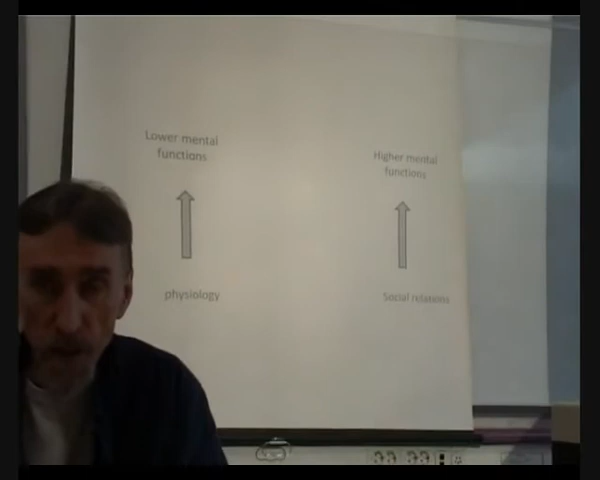 Lower mental
functions
Higher mental
functions
physiology
Social relations